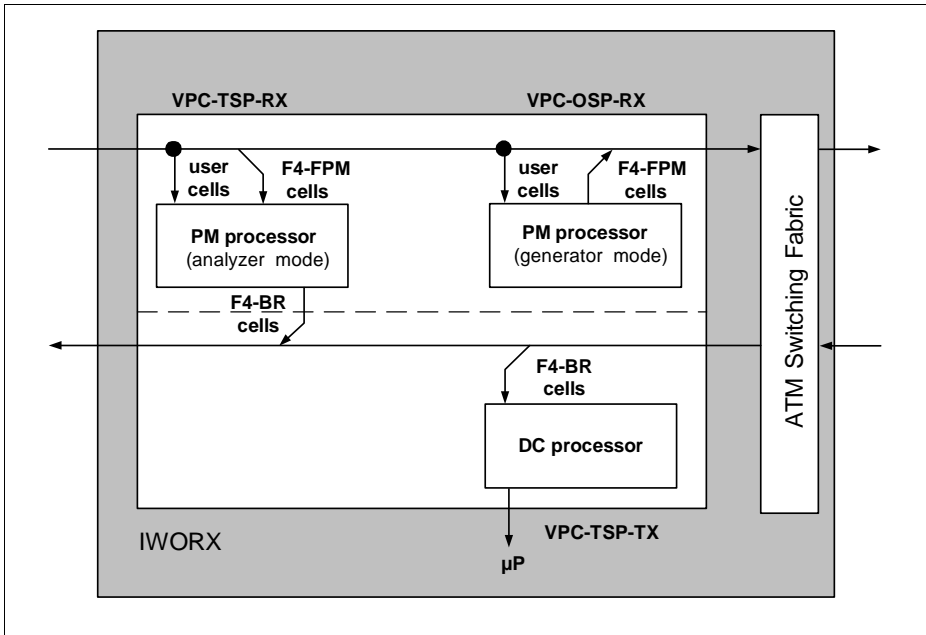 VPC-TSP-RX
VPC-OSP-RX
user
cells
F4-FPM
cells
user
cells
F4-FPM
cells
PM processor
(analyzer mode)
PM processor
(generator mode)
F4-BR
cells
F4-BR
cells
DC processor
VPC-TSP-TX
IWORX
µP
ATM Switching Fabric